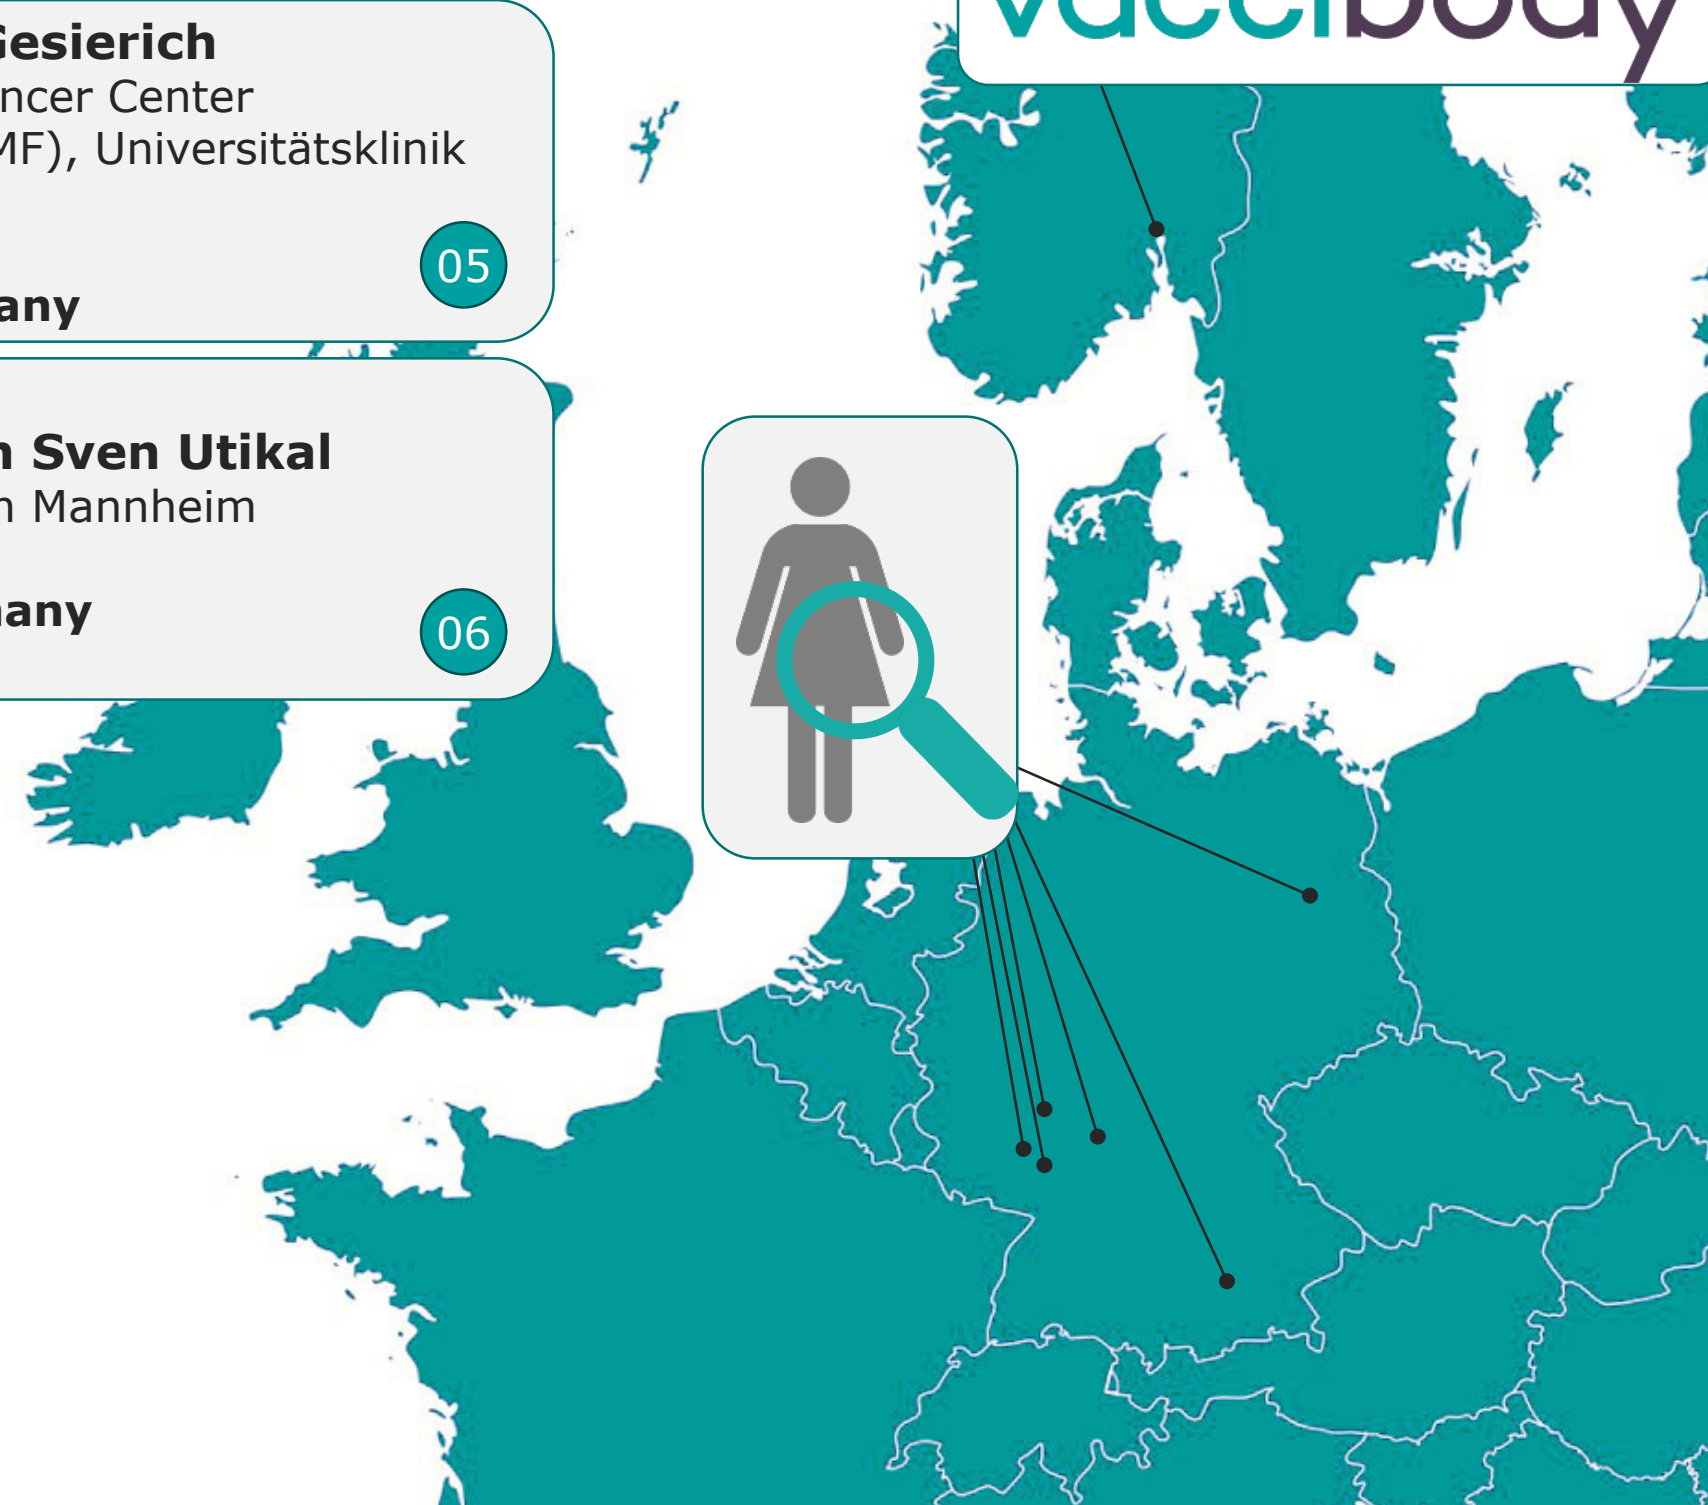 Gesierich
ncer Center
MF), Universitätsklinik
05
any
n Sven Utikal
n Mannheim
any
06
vaccibody